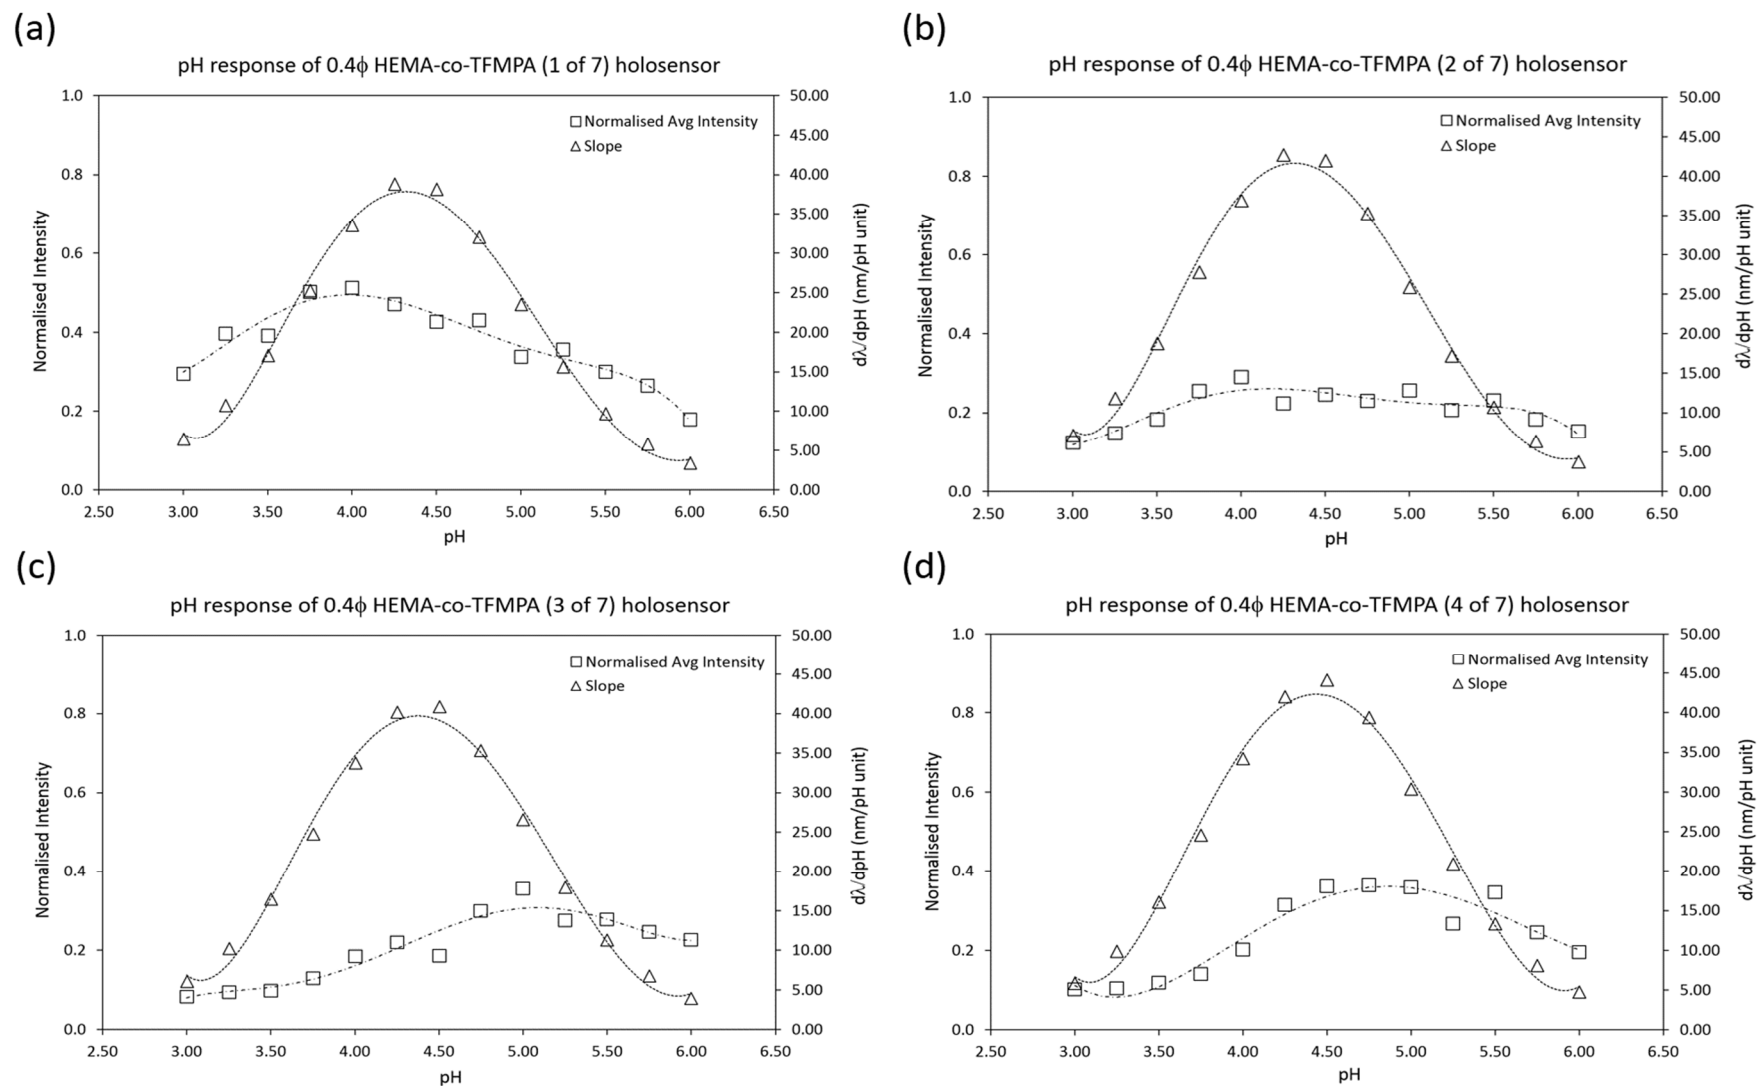 (a)
pH response of 0.4ϕ HEMA-co-TFMPA (1 of 7) holosensor
1.0
0.8
0.6
0.4
0.2
0.0
Normalised Intensity
Normalised Avg Intensity
Slope
50.00
45.00
40.00
35.00
30.00
25.00
20.00
15.00
10.00
5.00
0.00
dλ/dpH (nm/pH unit)
2.50 3.00 3.50 4.00 4.50 5.00 5.50 6.00 6.50
pH
(b)
pH response of 0.4ϕ HEMA-co-TFMPA (2 of 7) holosensor
1.0
0.8
0.6
0.4
0.2
0.0
Normalised Intensity
Normalised Avg Intensity
Slope
50.00
45.00
40.00
35.00
30.00
25.00
20.00
15.00
10.00
5.00
0.00
dλ/dpH (nm/pH unit)
2.50 3.00 3.50 4.00 4.50 5.00 5.50 6.00 6.50
pH
(c)
pH response of 0.4ϕ HEMA-co-TFMPA (3 of 7) holosensor
1.0
0.8
0.6
0.4
0.2
0.0
Normalised Intensity
Normalised Avg Intensity
Slope
50.00
45.00
40.00
35.00
30.00
25.00
20.00
15.00
10.00
5.00
0.00
dλ/dpH (nm/pH unit)
2.50 3.00 3.50 4.00 4.50 5.00 5.50 6.00 6.50
pH
(d)
pH response of 0.4ϕ HEMA-co-TFMPA (4 of 7) holosensor
1.0
0.8
0.6
0.4
0.2
0.0
Normalised Intensity
Normalised Avg Intensity
Slope
50.00
45.00
40.00
35.00
30.00
25.00
20.00
15.00
10.00
5.00
0.00
dλ/dpH (nm/pH unit)
2.50 3.00 3.50 4.00 4.50 5.00 5.50 6.00 6.50
pH